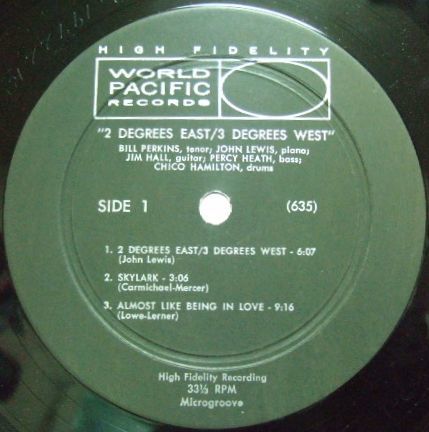 HIGH FIDELITY
WORLD
PACIFIC
RECORDS
"2 DEGREES EAST/3 DEGREES WEST"
BILL PERKINS, tenor; JOHN LEWIS, piano;
JIM HALL, guitar; PERCY HEATH, bass;
CHICO HAMILTON, drums
SIDE 1
(635)
1. 2 DEGREES EAST/3 DEGREES WEST - 6:07
(John Lewis)
2. SKYLARK - 3:06
(Carmichael-Mercer)
3. ALMOST LIKE BEING IN LOVE - 9:16
(Lowe-Lerner)
High Fidelity Recording
33⅓ RPM
Microgroove